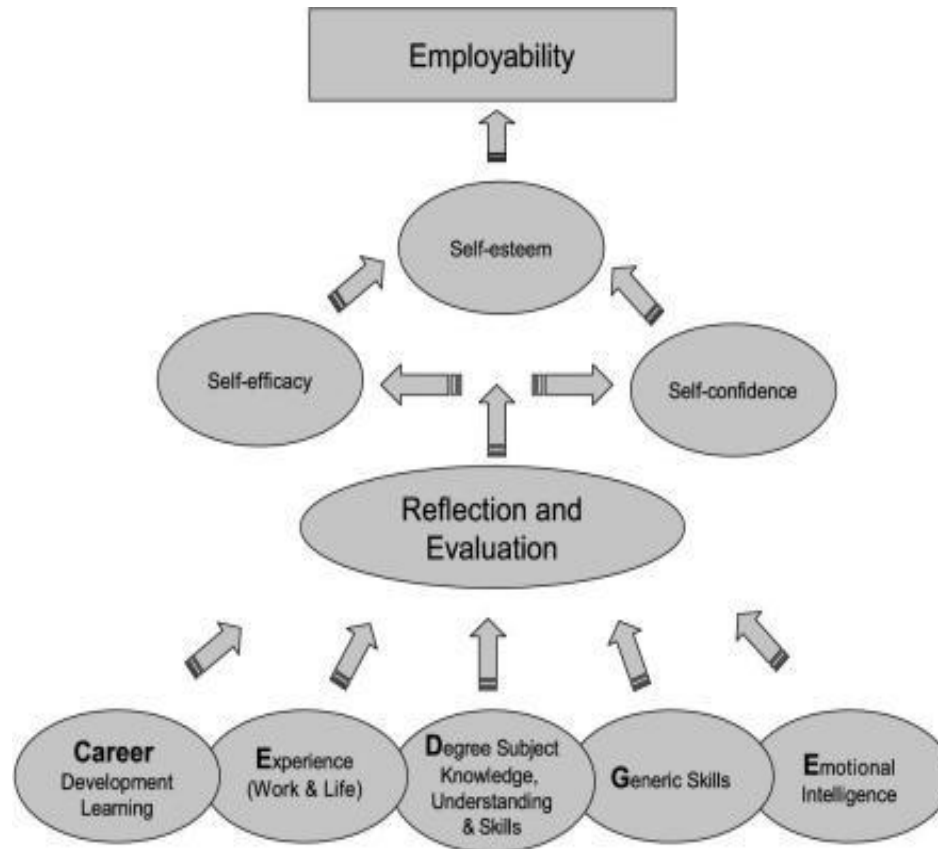 Employability
Self-esteem
Self-efficacy
Self-confidence
Reflection and
Evaluation
Career
Development
Learning
Experience
(Work & Life)
Degree Subject
Knowledge,
Understanding
& Skills
Generic Skills
Emotional
Intelligence